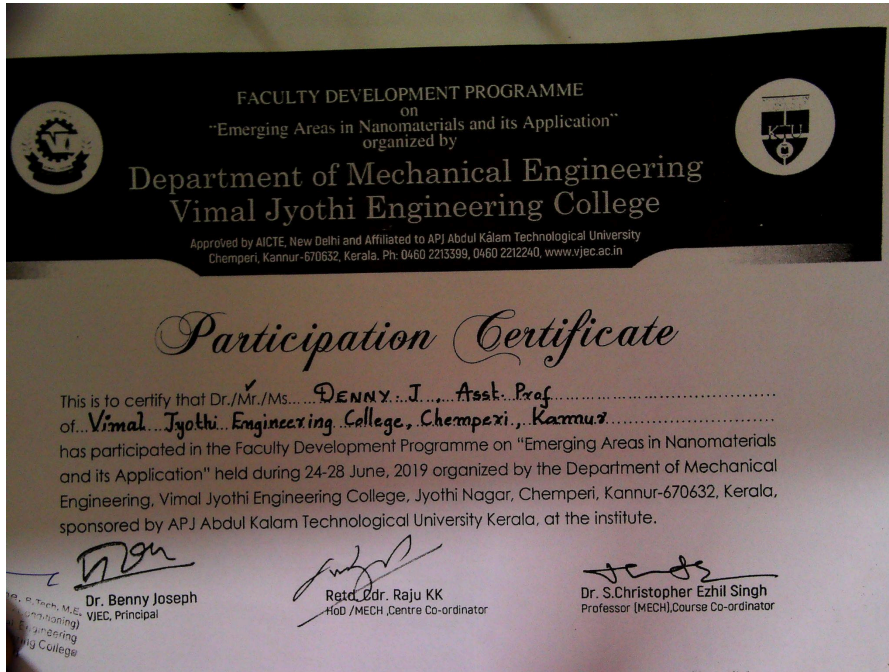 FACULTY DEVELOPMENT PROGRAMME
on
"Emerging Areas in Nanomaterials and its Application"
organized by
Department of Mechanical Engineering
Vimal Jyothi Engineering College
Approved by AICTE, New Delhi and Affiliated to APJ Abdul Kalam Technological University
Chemperi, Kannur-670632, Kerala. Ph: 0460 2213399, 0460 2212240, www.vjec.ac.in
KTU
Participation Certificate
This is to certify that Dr./Mr./Ms. DENNY. J., Asst. Prof
of Vimal Jyothi Engineering College, Chemperi, Kannur
has participated in the Faculty Development Programme on "Emerging Areas in Nanomaterials
and its Application" held during 24-28 June, 2019 organized by the Department of Mechanical
Engineering, Vimal Jyothi Engineering College, Jyothi Nagar, Chemperi, Kannur-670632, Kerala,
sponsored by APJ Abdul Kalam Technological University Kerala, at the institute.
Dr. Benny Joseph
VJEC, Principal
Retd. Cdr. Raju KK
HoD /MECH ,Centre Co-ordinator
Dr. S.Christopher Ezhil Singh
Professor (MECH),Course Co-ordinator
B.Tech, M.E.
Engineering
College